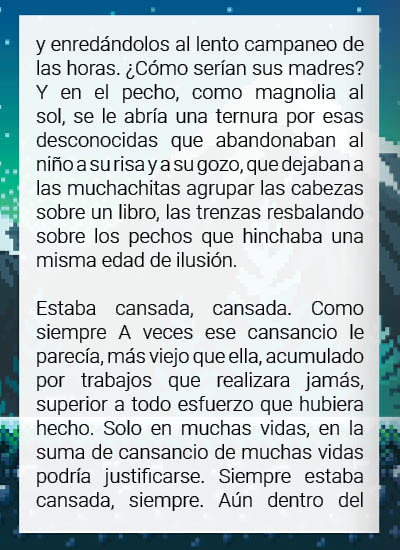 y enredándolos al lento campaneo de
las horas. ¿Cómo serían sus madres?
Y en el pecho, como magnolia al
sol, se le abría una ternura por esas
desconocidas que abandonaban al
niño a su risa y a su gozo, que dejaban a
las muchachitas agrupar las cabezas
sobre un libro, las trenzas resbalando
sobre los pechos que hinchaba una
misma edad de ilusión.

Estaba cansada, cansada. Como
siempre A veces ese cansancio le
parecía, más viejo que ella, acumulado
por trabajos que realizara jamás,
superior a todo esfuerzo que hubiera
hecho. Solo en muchas vidas, en la
suma de cansancio de muchas vidas
podría justificarse. Siempre estaba
cansada, siempre. Aún dentro del